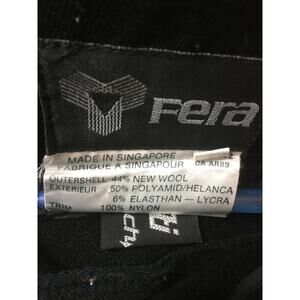 Fera
MADE IN SINGAPORE
FABRIQUE A SINGAPOUR CA AR89
OUTERSHELL 44% NEW WOOL
EXTERIEUR 50% POLYAMID/HELANCA
6% ELASTHAN — LYCRA
TRIM 100% NYLON